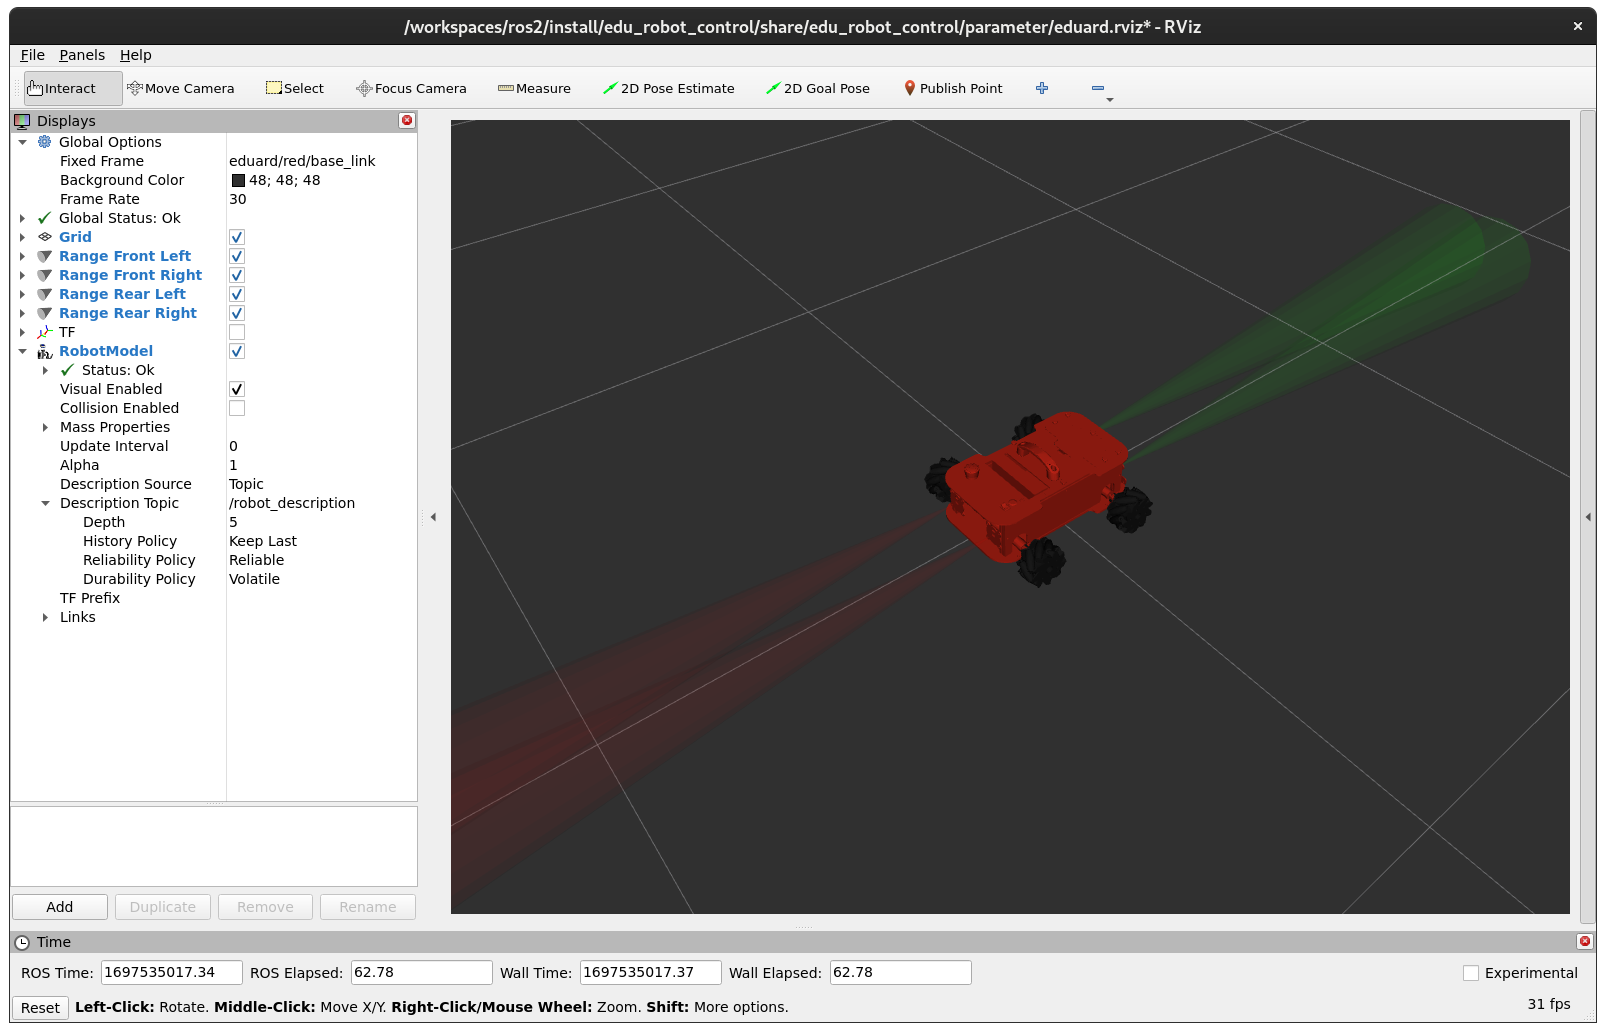 /workspaces/ros2/install/edu_robot_control/share/edu_robot_control/parameter/eduard.rviz* - RViz
File Panels Help
Interact Move Camera Select Focus Camera Measure 2D Pose Estimate 2D Goal Pose Publish Point
Displays
Global Options
Fixed Frame eduard/red/base_link
Background Color 48; 48; 48
Frame Rate 30
Global Status: Ok
Grid
Range Front Left
Range Front Right
Range Rear Left
Range Rear Right
TF
RobotModel
Status: Ok
Visual Enabled
Collision Enabled
Mass Properties
Update Interval 0
Alpha 1
Description Source Topic
Description Topic /robot_description
Depth 5
History Policy Keep Last
Reliability Policy Reliable
Durability Policy Volatile
TF Prefix
Links
Add Duplicate Remove Rename
Time
ROS Time: 1697535017.34 ROS Elapsed: 62.78 Wall Time: 1697535017.37 Wall Elapsed: 62.78 Experimental
Reset Left-Click: Rotate. Middle-Click: Move X/Y. Right-Click/Mouse Wheel: Zoom. Shift: More options. 31 fps